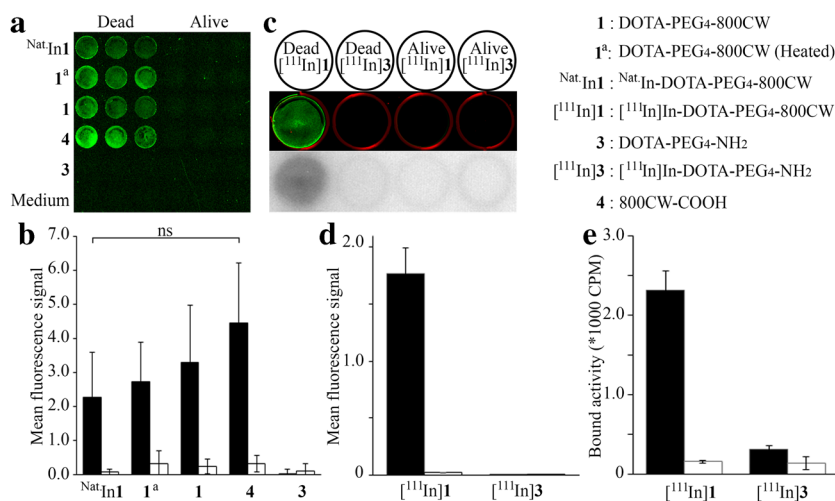 a
Dead Alive
Nat.In1
1a
1
4
3
Medium
c
Dead Dead Alive Alive
[111In]1 [111In]3 [111In]1 [111In]3
1 : DOTA-PEG4-800CW
1a: DOTA-PEG4-800CW (Heated)
Nat.In1 : Nat.In-DOTA-PEG4-800CW
[111In]1 : [111In]In-DOTA-PEG4-800CW
3 : DOTA-PEG4-NH2
[111In]3 : [111In]In-DOTA-PEG4-NH2
4 : 800CW-COOH
b
Mean fluorescence signal
7.0
6.0
5.0
4.0
3.0
2.0
1.0
0.0
ns
Nat.In1 1a 1 4 3
d
Mean fluorescence signal
2.0
1.0
0
[111In]1 [111In]3
e
Bound activity (*1000 CPM)
3.0
2.0
1.0
0
[111In]1 [111In]3